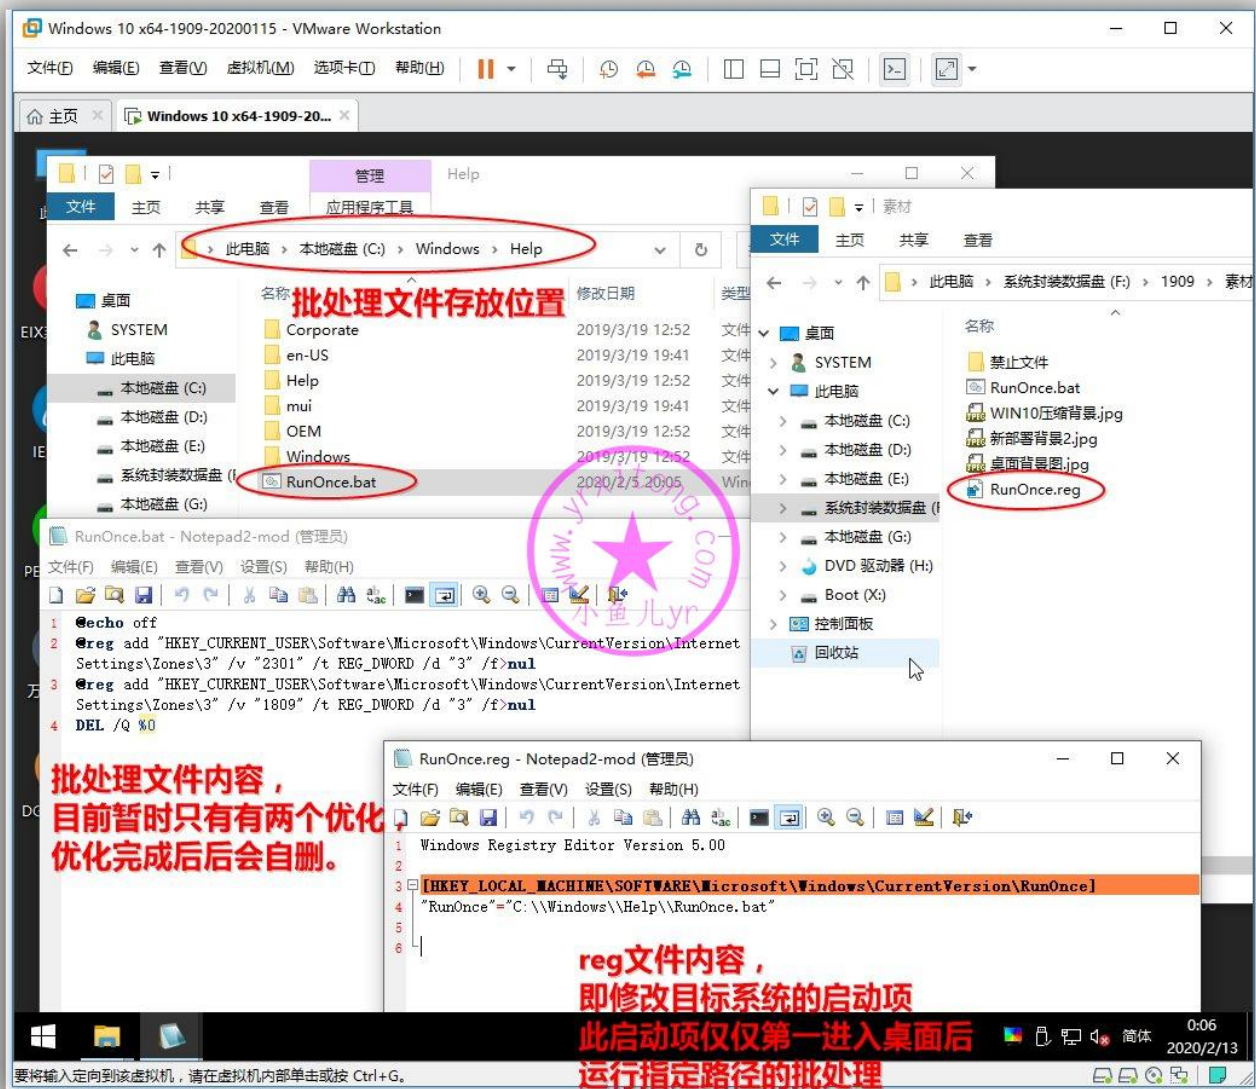 Windows 10 x64-1909-20200115 - VMware Workstation
文件(F) 编辑(E) 查看(V) 虚拟机(M) 选项卡(T) 帮助(H)
主页 Windows 10 x64-1909-20...
管理 Help
文件 主页 共享 查看 应用程序工具
此电脑 本地磁盘 (C:) Windows Help
名称 修改日期 类型
批处理文件存放位置
桌面
SYSTEM
此电脑
本地磁盘 (C:)
本地磁盘 (D:)
本地磁盘 (E:)
系统封装数据盘 (
本地磁盘 (G:)
Corporate 2019/3/19 12:52 文件
en-US 2019/3/19 19:41 文件
Help 2019/3/19 12:52 文件
mui 2019/3/19 19:41 文件
OEM 2019/3/19 12:52 文件
Windows 2019/3/19 12:52 文件
RunOnce.bat 2020/2/5 20:05 Win
素材
文件 主页 共享 查看
此电脑 系统封装数据盘 (F:) 1909 素材
名称
桌面
SYSTEM
此电脑
本地磁盘 (C:)
本地磁盘 (D:)
本地磁盘 (E:)
系统封装数据盘 (F
本地磁盘 (G:)
DVD 驱动器 (H:)
Boot (X:)
控制面板
回收站
禁止文件
RunOnce.bat
WIN10压缩背景.jpg
新部署背景2.jpg
桌面背景图.jpg
RunOnce.reg
EIX
IE
PE
万
DG
www.yrxitong.com
小鱼儿yr
RunOnce.bat - Notepad2-mod (管理员)
文件(F) 编辑(E) 查看(V) 设置(S) 帮助(H)
1 @echo off
2 @reg add "HKEY_CURRENT_USER\Software\Microsoft\Windows\CurrentVersion\Internet
Settings\Zones\3" /v "2301" /t REG_DWORD /d "3" /f>nul
3 @reg add "HKEY_CURRENT_USER\Software\Microsoft\Windows\CurrentVersion\Internet
Settings\Zones\3" /v "1809" /t REG_DWORD /d "3" /f>nul
4 DEL /Q %0
批处理文件内容，
目前暂时只有有两个优化，
优化完成后后会自删。
RunOnce.reg - Notepad2-mod (管理员)
文件(F) 编辑(E) 查看(V) 设置(S) 帮助(H)
1 Windows Registry Editor Version 5.00
2
3 [HKEY_LOCAL_MACHINE\SOFTWARE\Microsoft\Windows\CurrentVersion\RunOnce]
4 "RunOnce"="C:\\Windows\\Help\\RunOnce.bat"
5
6
reg文件内容，
即修改目标系统的启动项
此启动项仅仅第一进入桌面后
运行指定路径的批处理
简体 0:06
2020/2/13
要将输入定向到该虚拟机，请在虚拟机内部单击或按 Ctrl+G。